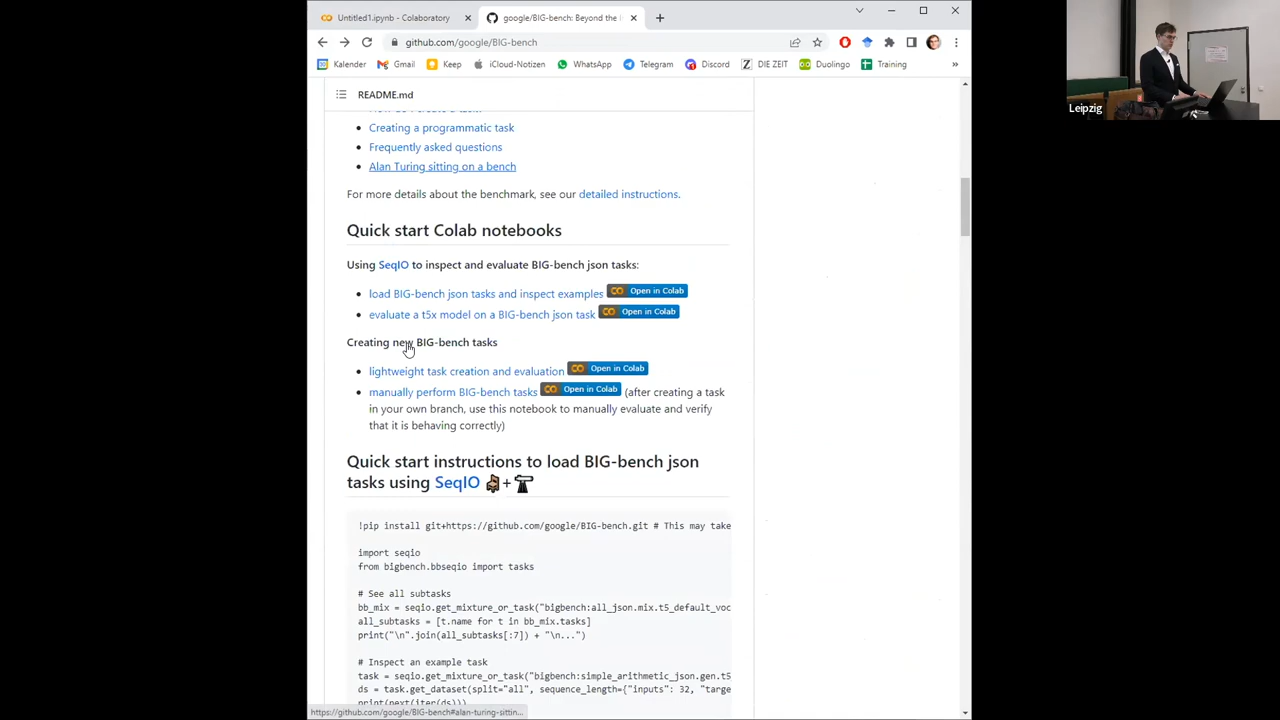 Untitled1.ipynb - Colaboratory
google/BIG-bench: Beyond the
github.com/google/BIG-bench
Kalender
Gmail
Keep
iCloud-Notizen
WhatsApp
Telegram
Discord
DIE ZEIT
Duolingo
Training
»
Leipzig
README.md
Creating a programmatic task
Frequently asked questions
Alan Turing sitting on a bench
For more details about the benchmark, see our detailed instructions.
Quick start Colab notebooks
Using SeqIO to inspect and evaluate BIG-bench json tasks:
load BIG-bench json tasks and inspect examples Open in Colab
evaluate a t5x model on a BIG-bench json task Open in Colab
Creating new BIG-bench tasks
lightweight task creation and evaluation Open in Colab
manually perform BIG-bench tasks Open in Colab (after creating a task
in your own branch, use this notebook to manually evaluate and verify
that it is behaving correctly)
Quick start instructions to load BIG-bench json
tasks using SeqIO +
!pip install git+https://github.com/google/BIG-bench.git # This may take
import seqio
from bigbench.bbseqio import tasks
# See all subtasks
bb_mix = seqio.get_mixture_or_task("bigbench:all_json.mix.t5_default_voc
all_subtasks = [t.name for t in bb_mix.tasks]
print("\n".join(all_subtasks[:7]) + "\n...")
# Inspect an example task
task = seqio.get_mixture_or_task("bigbench:simple_arithmetic_json.gen.t5
ds = task.get_dataset(split="all", sequence_length={"inputs": 32, "targe
print(next(iter(ds)))
https://github.com/google/BIG-bench#alan-turing-sittin...